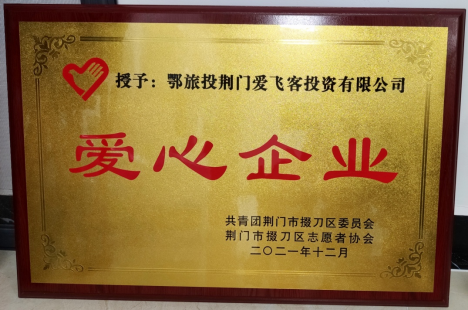 授予：鄂旅投荆门爱飞客投资有限公司
爱心企业
共青团荆门市掇刀区委员会
荆门市掇刀区志愿者协会
二〇二一年十二月